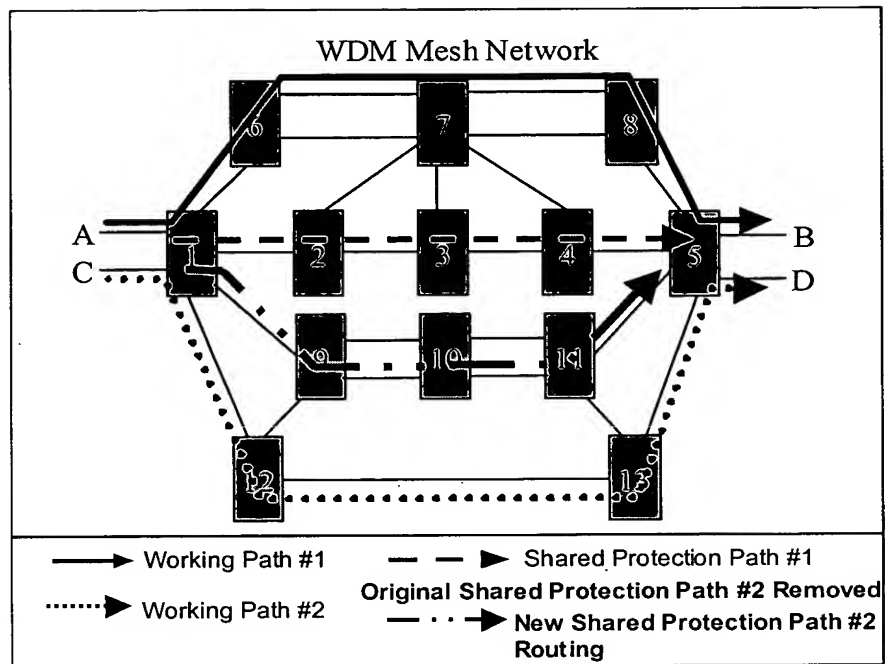 WDM Mesh Network
6 7 8
A 1 2 3 4 5 B
C D
9 10 11
12 13
Working Path #1
Shared Protection Path #1
Original Shared Protection Path #2 Removed
Working Path #2
New Shared Protection Path #2
Routing